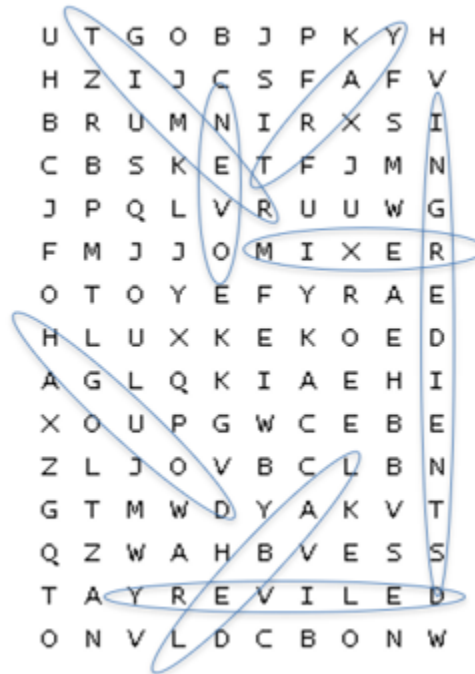 U T G O B J P K Y H
H Z I J C S F A F V
B R U M N I R X S I
C B S K E T F J M N
J P Q L V R U U W G
F M J J O M I X E R
O T O Y E F Y R A E
H L U X K E K O E D
A G L Q K I A E H I
X O U P G W C E B E
Z L J O V B C L B N
G T M W D Y A K V T
Q Z W A H B V E S S
T A Y R E V I L E D
O N V L D C B O N W